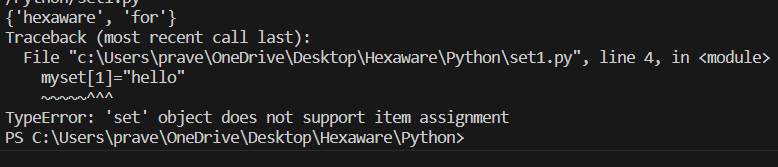 /Python/set1.py
{'hexaware', 'for'}
Traceback (most recent call last):
  File "c:\Users\prave\OneDrive\Desktop\Hexaware\Python\set1.py", line 4, in <module>
    myset[1]="hello"
    ~~~~~^^^
TypeError: 'set' object does not support item assignment
PS C:\Users\prave\OneDrive\Desktop\Hexaware\Python>